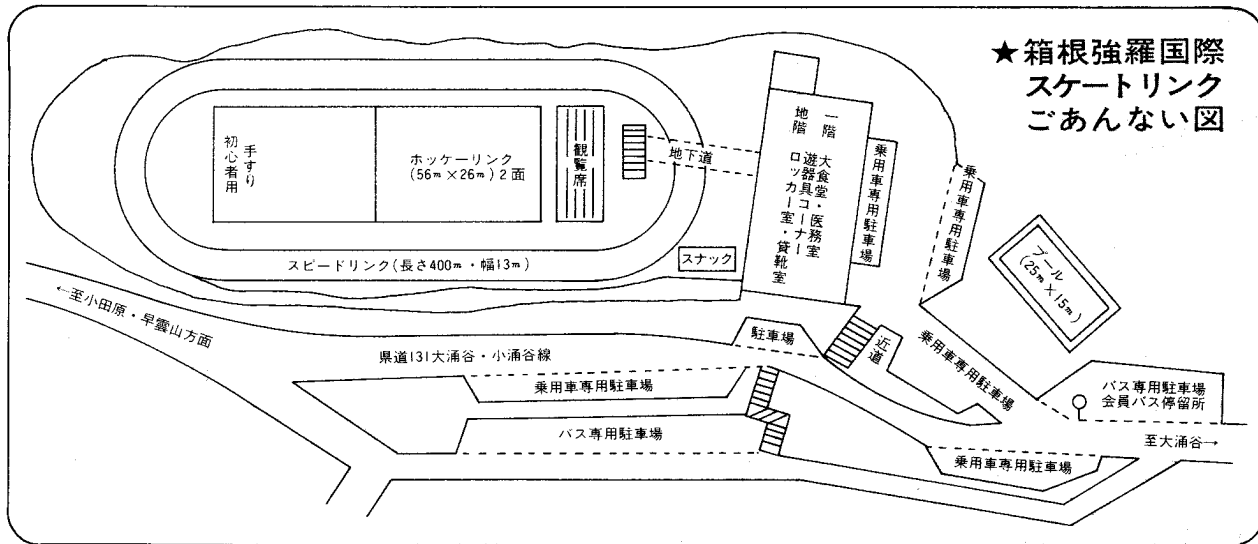 ★箱根強羅国際
スケートリンク
ごあんない図
手すり
初心者用
ホッケーリンク
(56m×26m)2面
観覧席
地下道
一階 大食堂・医務室
遊器具コーナー
地階 ロッカー室・貸靴室
乗用車専用駐車場
乗用車専用駐車場
プール
(25m×15m)
スピードリンク(長さ400m・幅13m)
スナック
←至小田原・早雲山方面
県道131大涌谷・小涌谷線
駐車場
近道
乗用車専用駐車場
乗用車専用駐車場
バス専用駐車場
会員バス停留所
バス専用駐車場
至大涌谷→
乗用車専用駐車場